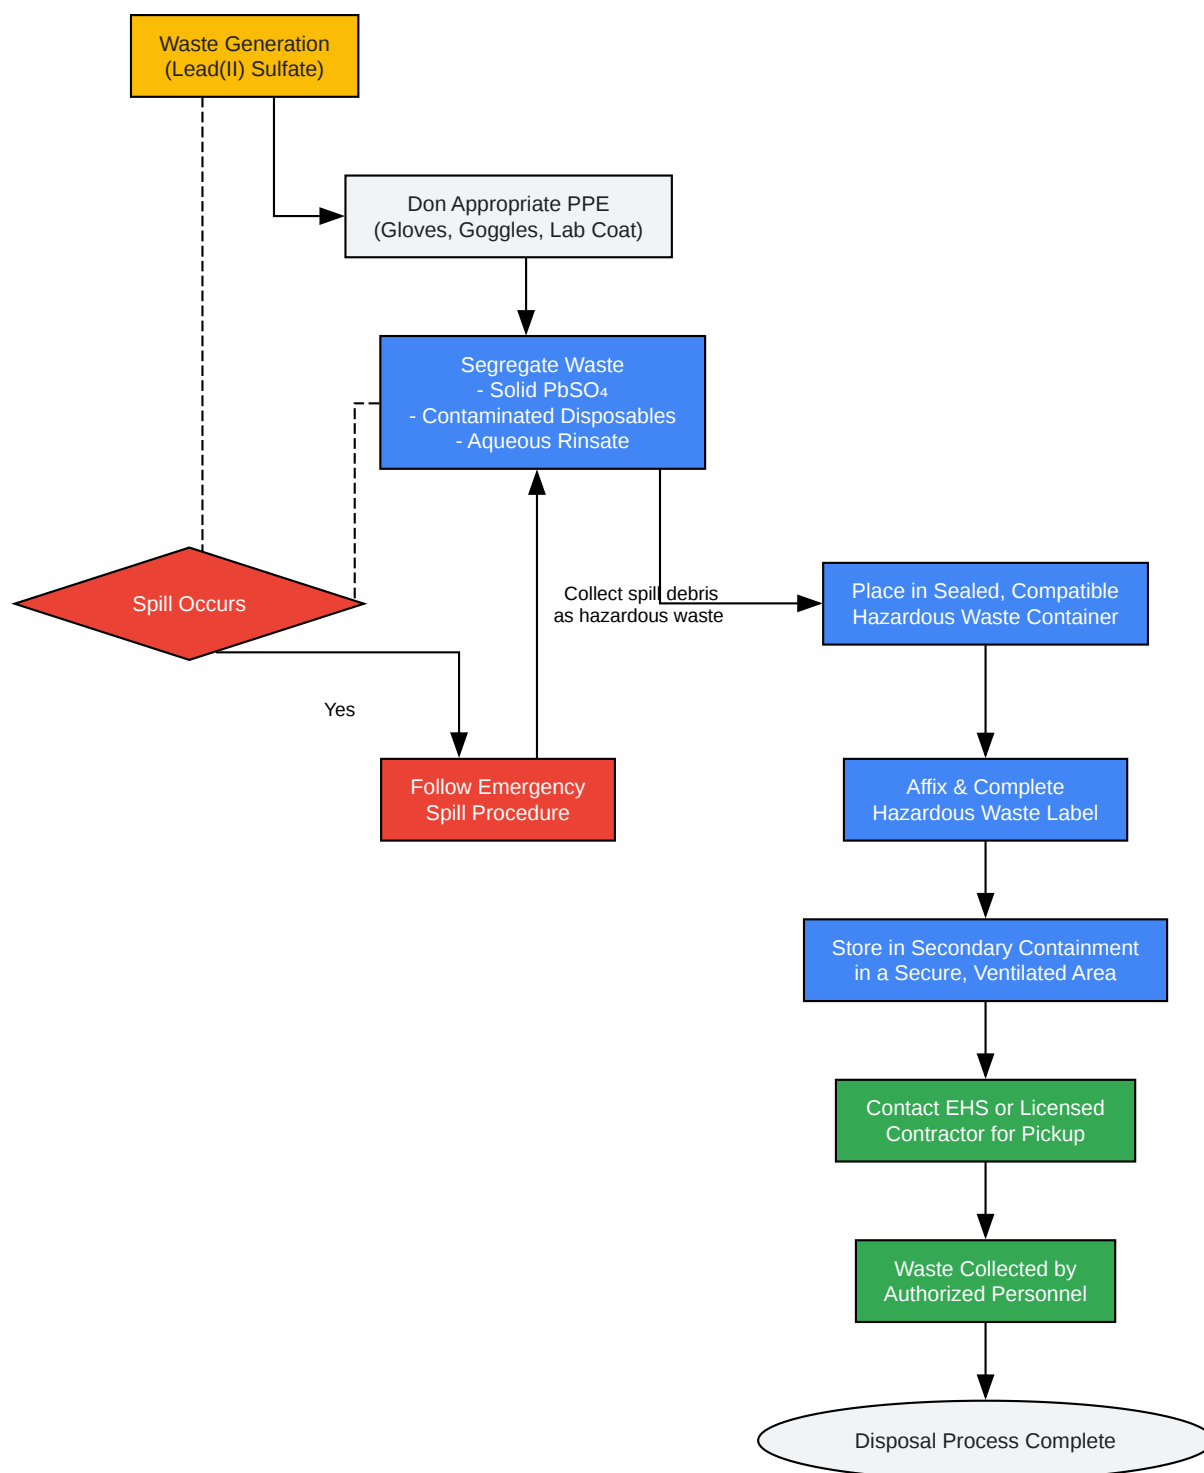 Waste Generation
(Lead(II) Sulfate)
Don Appropriate PPE
(Gloves, Goggles, Lab Coat)
Segregate Waste
- Solid PbSO₄
- Contaminated Disposables
- Aqueous Rinsate
Spill Occurs
Collect spill debris
as hazardous waste
Place in Sealed, Compatible
Hazardous Waste Container
Yes
Follow Emergency
Spill Procedure
Affix & Complete
Hazardous Waste Label
Store in Secondary Containment
in a Secure, Ventilated Area
Contact EHS or Licensed
Contractor for Pickup
Waste Collected by
Authorized Personnel
Disposal Process Complete